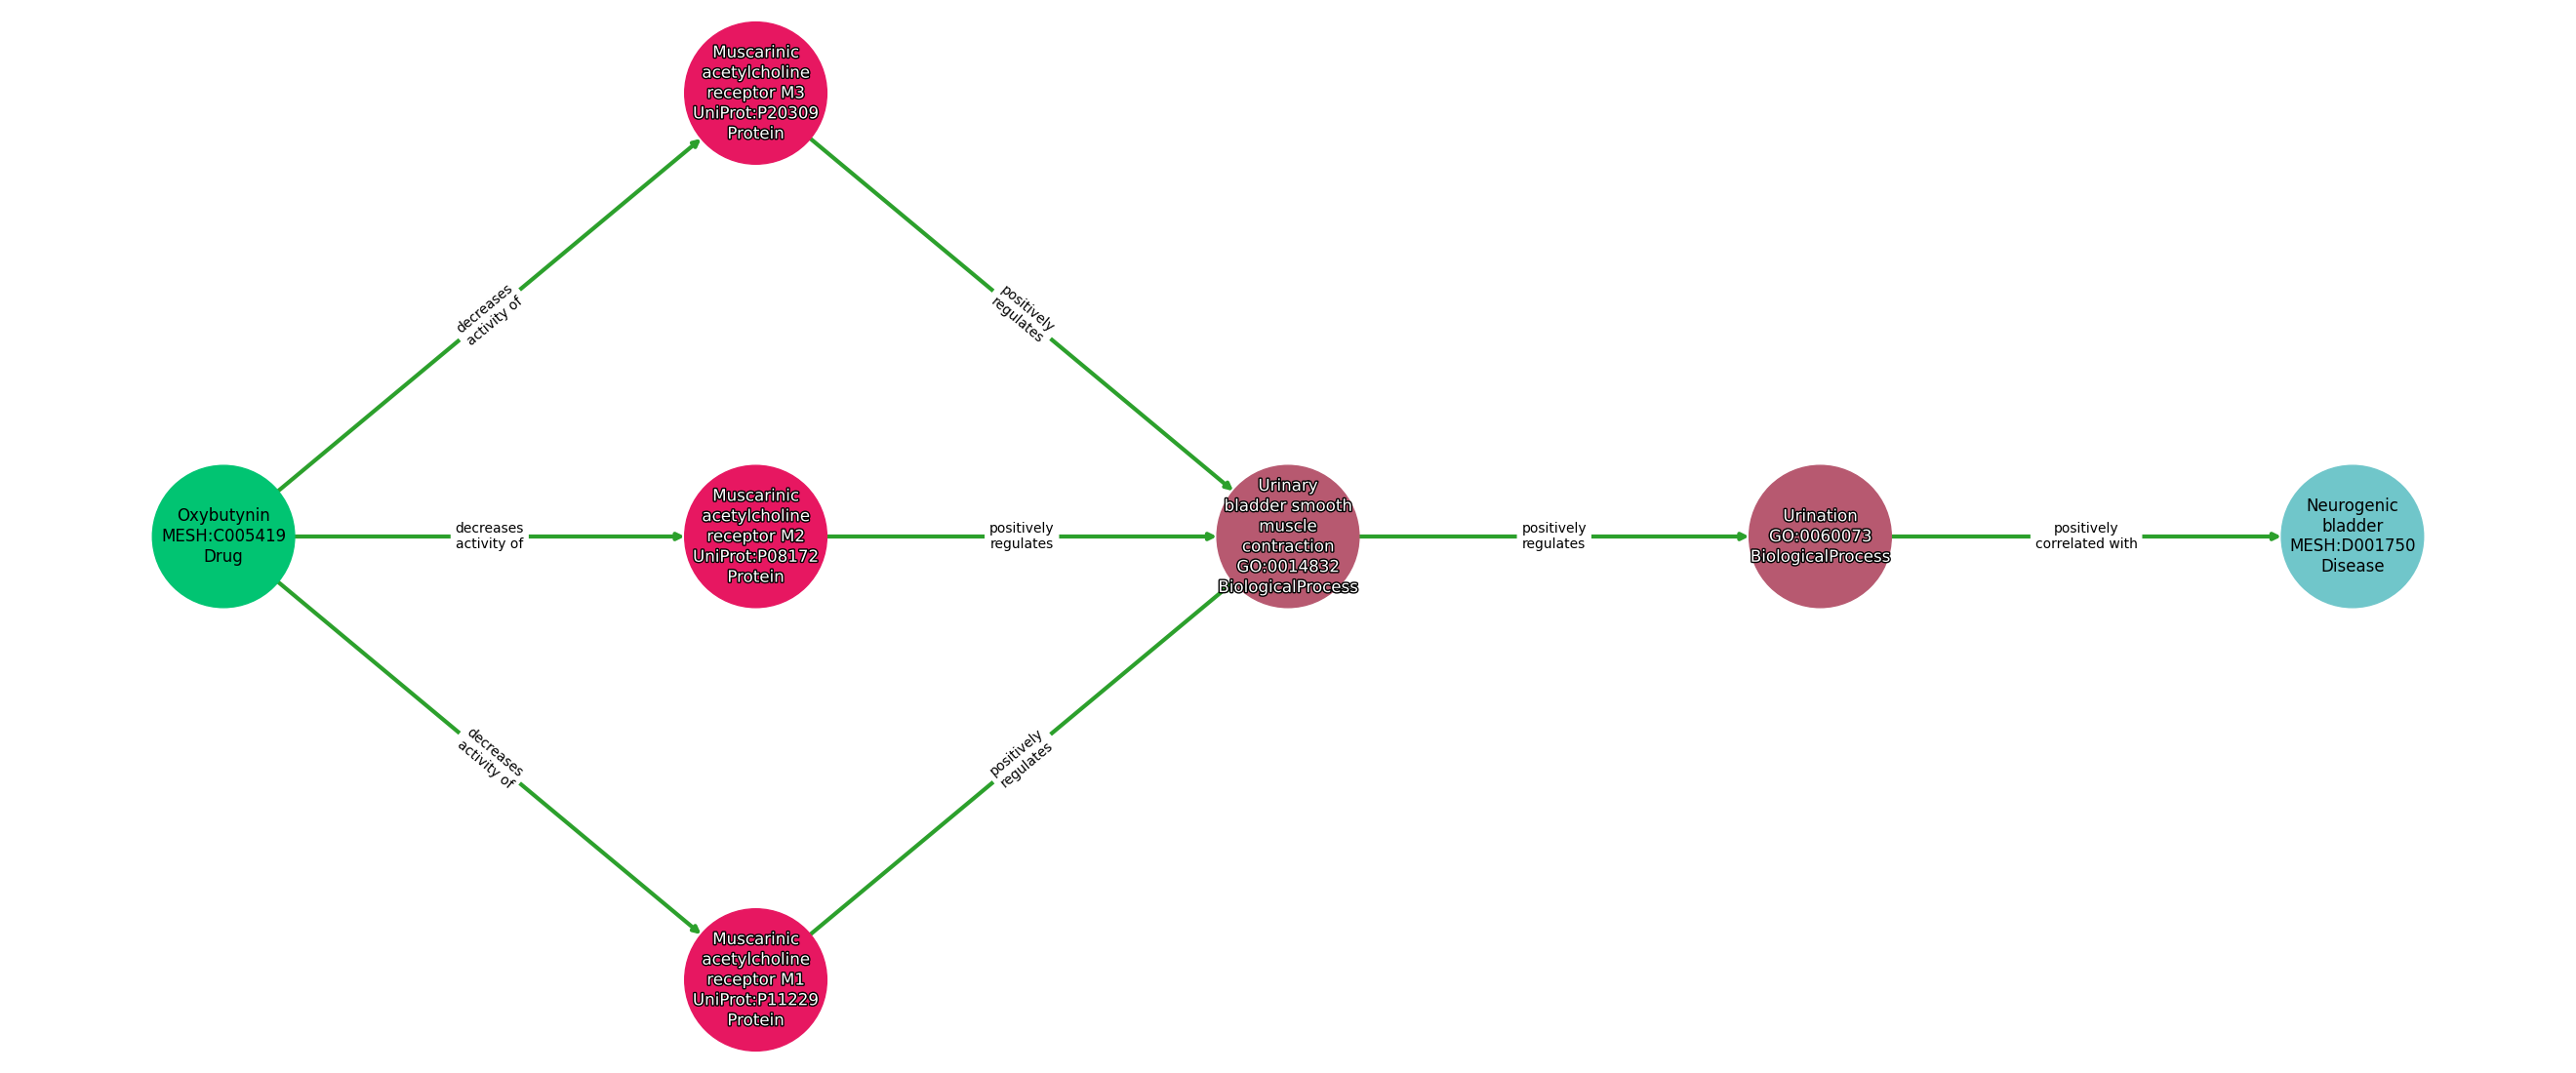 Muscarinic
acetylcholine
receptor M3
UniProt:P20309
Protein
decreases
activity of
positively
regulates
Oxybutynin
MESH:C005419
Drug
decreases
activity of
Muscarinic
acetylcholine
receptor M2
UniProt:P08172
Protein
positively
regulates
Urinary
bladder smooth
muscle
contraction
GO:0014832
BiologicalProcess
positively
regulates
Urination
GO:0060073
BiologicalProcess
positively
correlated with
Neurogenic
bladder
MESH:D001750
Disease
decreases
activity of
positively
regulates
Muscarinic
acetylcholine
receptor M1
UniProt:P11229
Protein